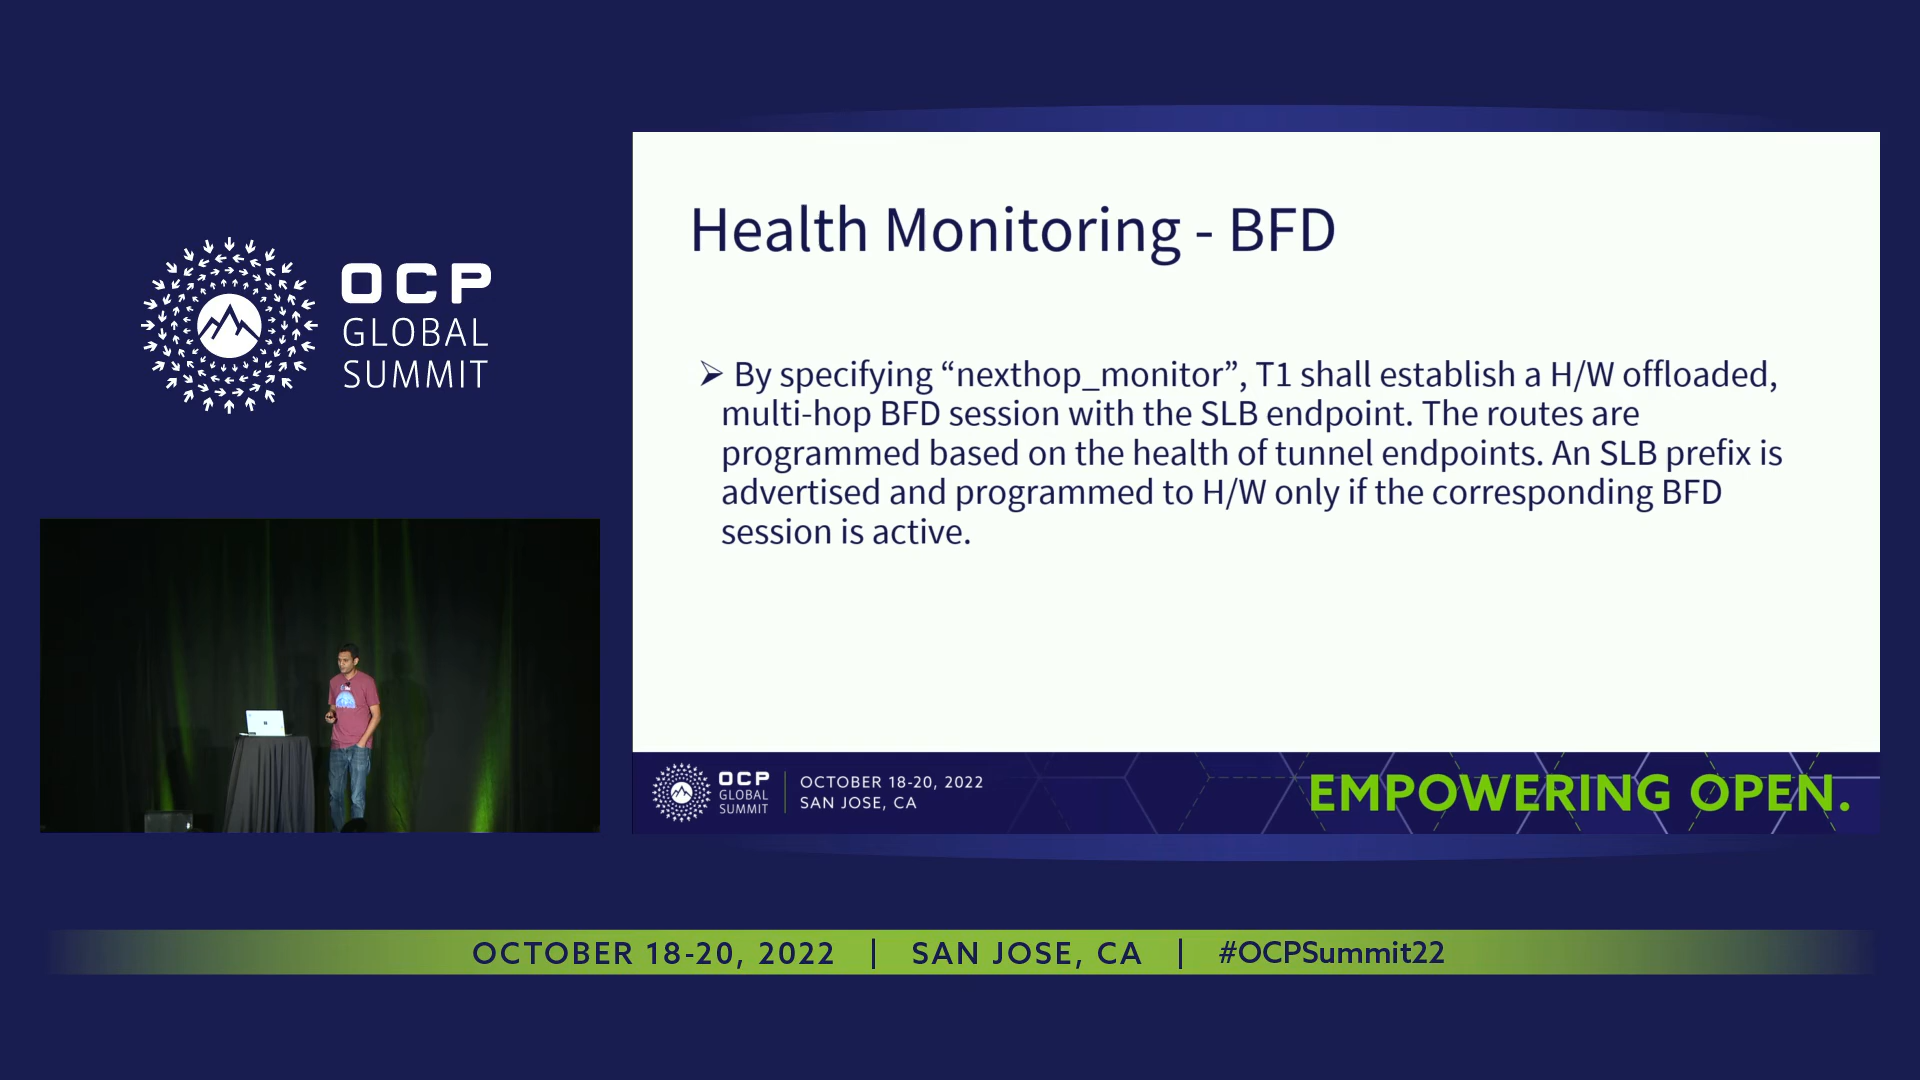 OCP
GLOBAL
SUMMIT
Health Monitoring - BFD
➢ By specifying “nexthop_monitor”, T1 shall establish a H/W offloaded,
multi-hop BFD session with the SLB endpoint. The routes are
programmed based on the health of tunnel endpoints. An SLB prefix is
advertised and programmed to H/W only if the corresponding BFD
session is active.
OCP
GLOBAL
SUMMIT
OCTOBER 18-20, 2022
SAN JOSE, CA
EMPOWERING OPEN.
OCTOBER 18-20, 2022 | SAN JOSE, CA | #OCPSummit22